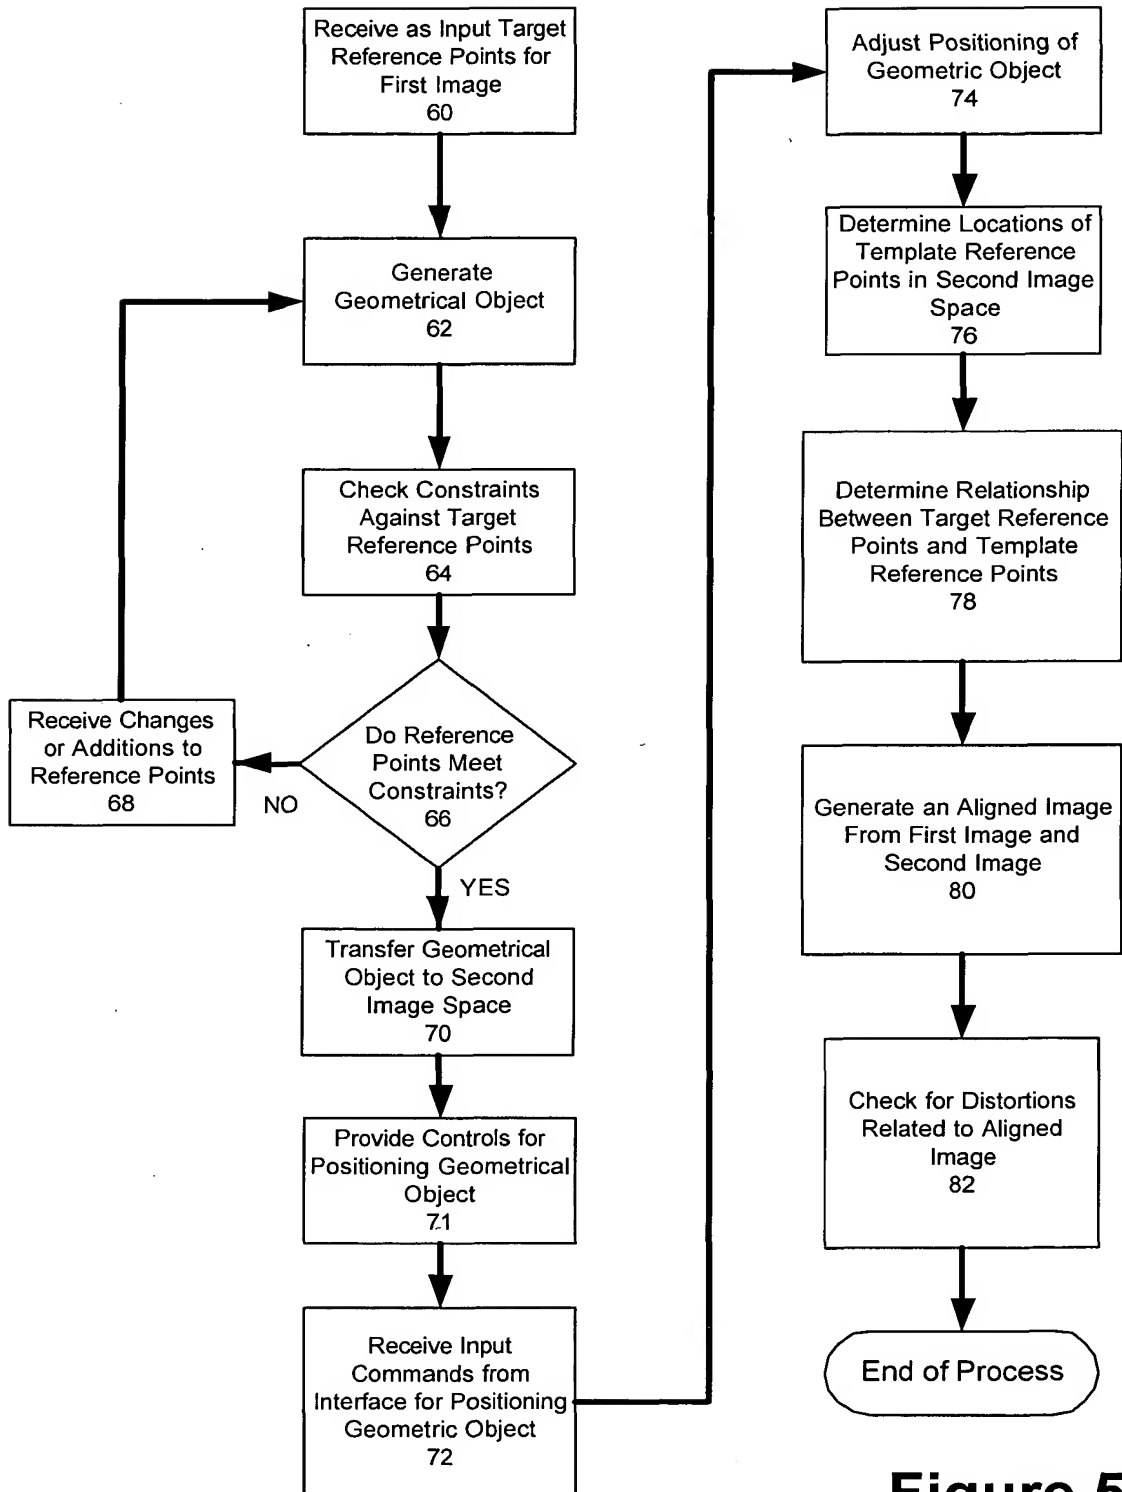 Receive as Input Target
Reference Points for
First Image
60
Generate
Geometrical Object
62
Check Constraints
Against Target
Reference Points
64
Do Reference
Points Meet
Constraints?
66
NO
Receive Changes
or Additions to
Reference Points
68
YES
Transfer Geometrical
Object to Second
Image Space
70
Provide Controls for
Positioning Geometrical
Object
71
Receive Input
Commands from
Interface for Positioning
Geometric Object
72
Adjust Positioning of
Geometric Object
74
Determine Locations of
Template Reference
Points in Second Image
Space
76
Determine Relationship
Between Target Reference
Points and Template
Reference Points
78
Generate an Aligned Image
From First Image and
Second Image
80
Check for Distortions
Related to Aligned
Image
82
End of Process
Figure 5